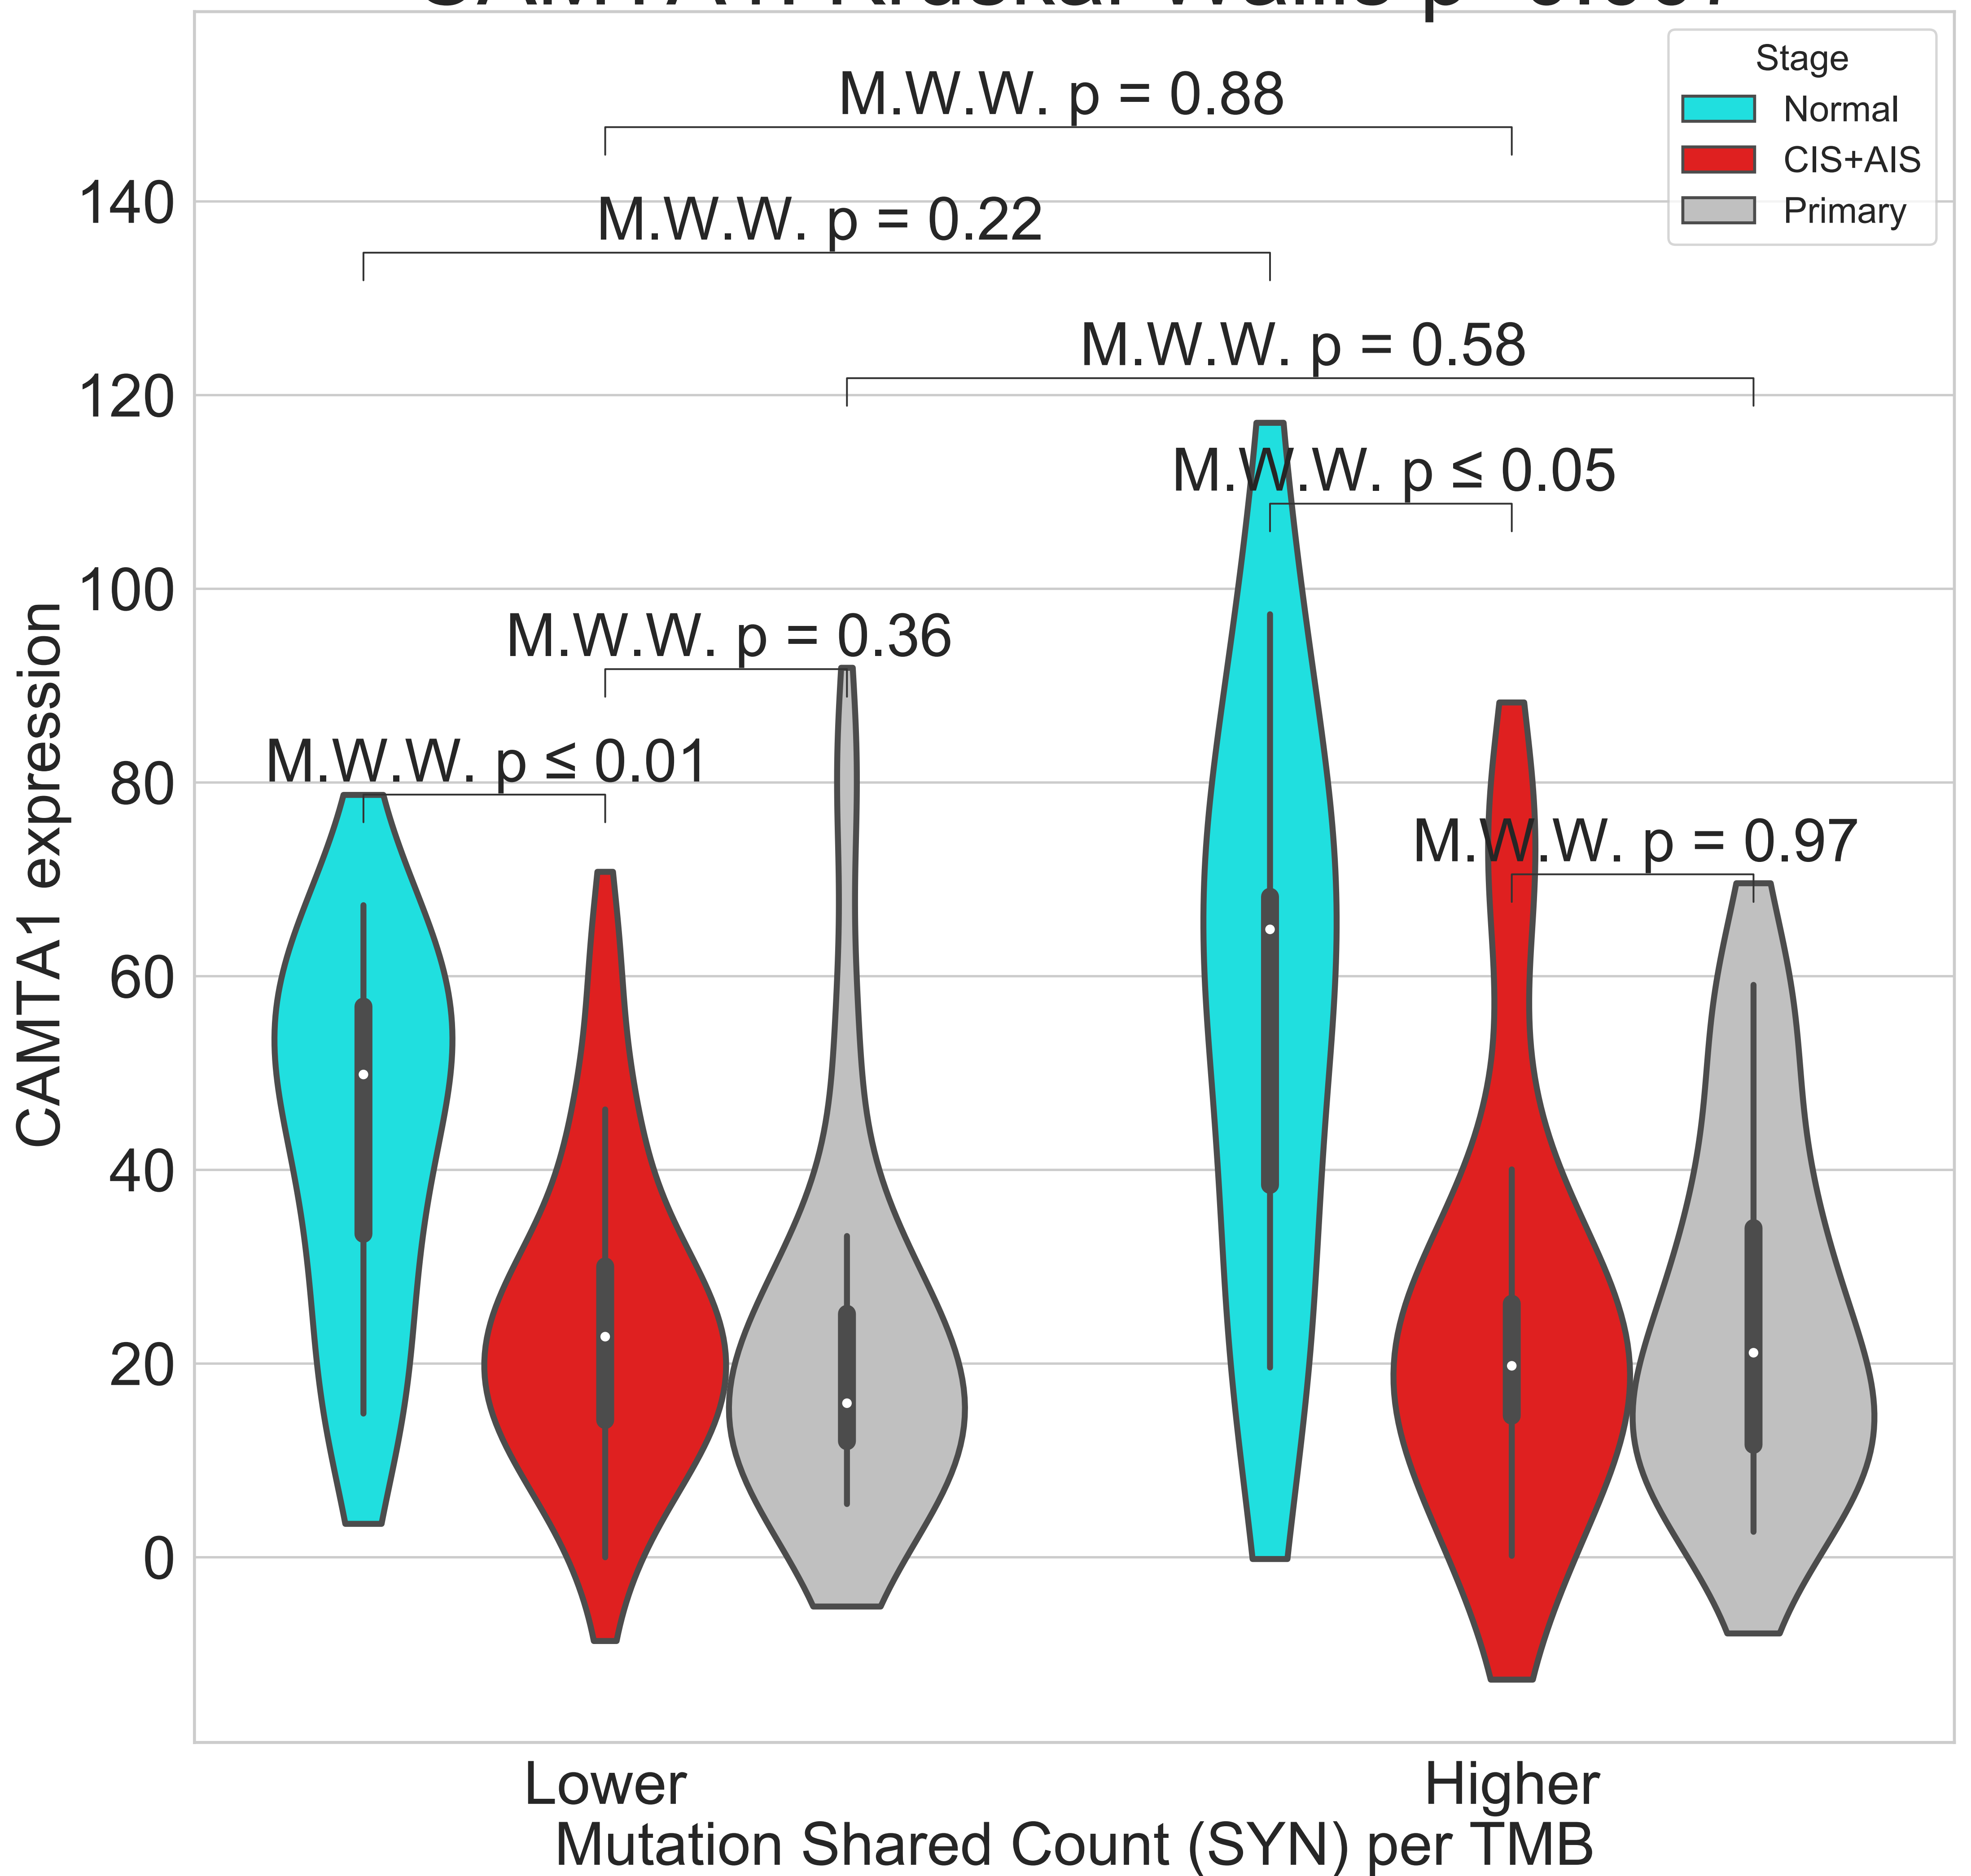 Stage
Normal
CIS+AIS
Primary
M.W.W. p = 0.88
M.W.W. p = 0.22
M.W.W. p = 0.58
M.W.W. p ≤ 0.05
M.W.W. p = 0.36
M.W.W. p ≤ 0.01
M.W.W. p = 0.97
140
120
100
80
60
40
20
0
CAMTA1 expression
Lower
Higher
Mutation Shared Count (SYN) per TMB